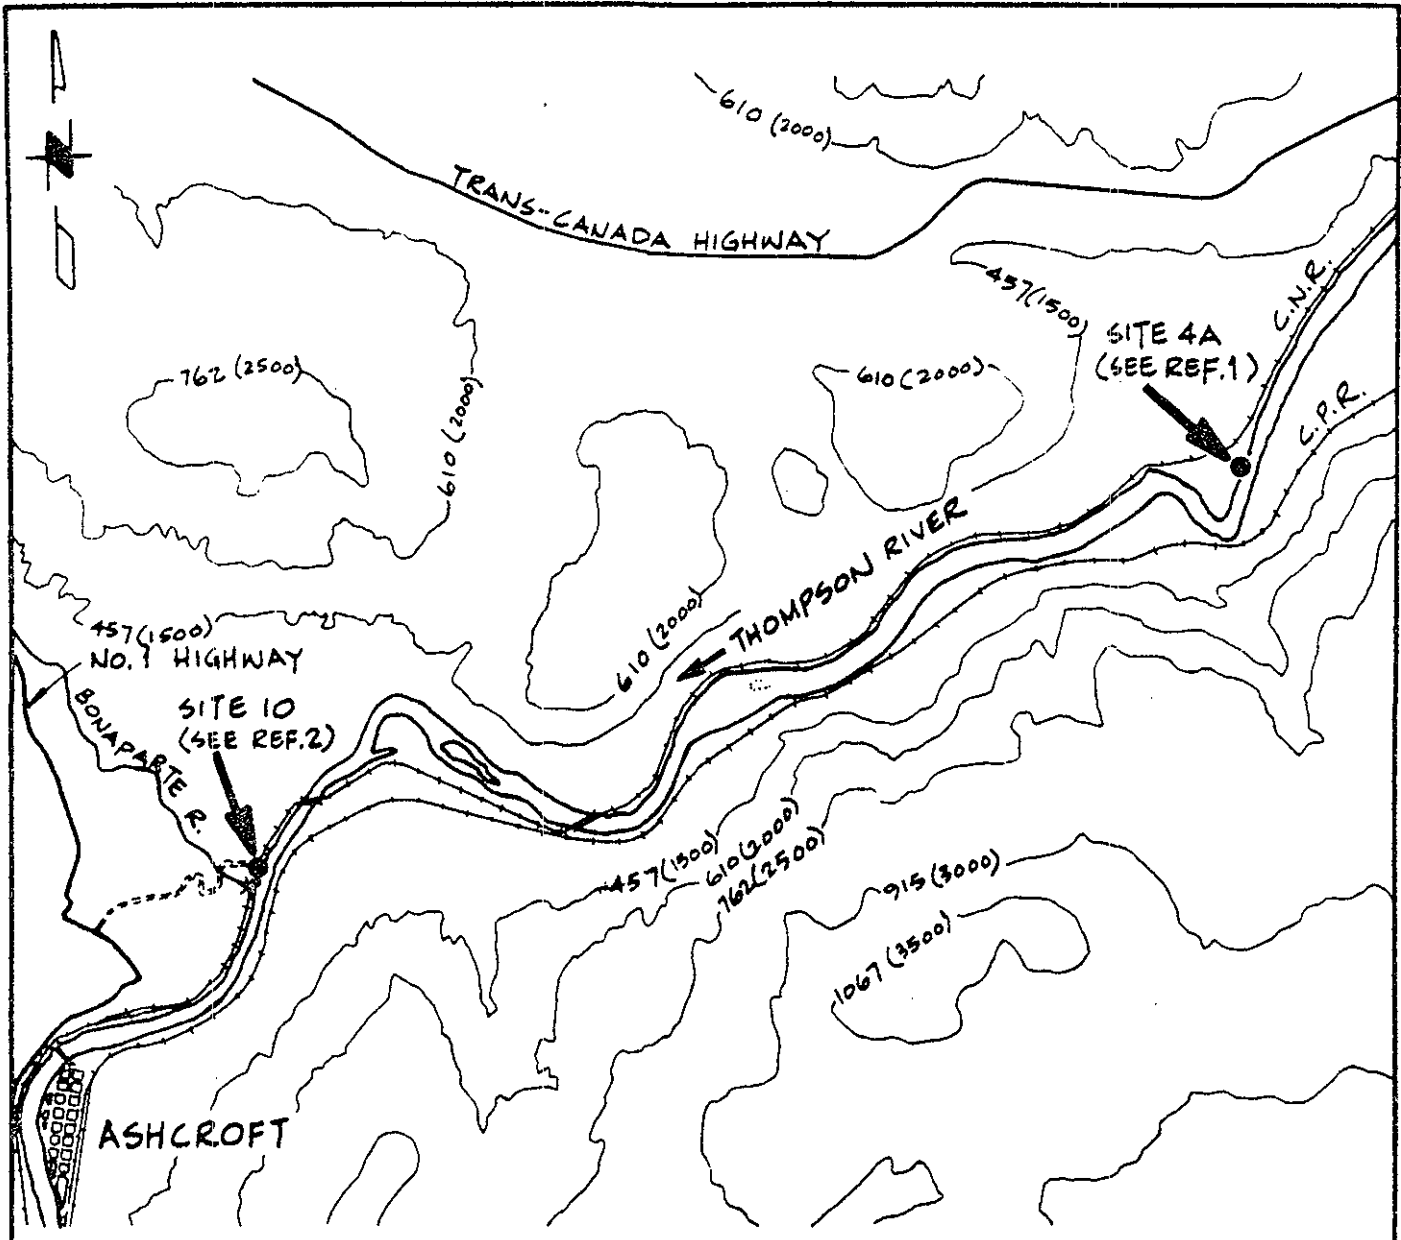 610 (2000)
TRANS-CANADA HIGHWAY
457(1500)
C.N.R.
SITE 4A
(SEE REF.1)
762 (2500)
610 (2000)
610 (2000)
C.P.R.
THOMPSON RIVER
610 (2000)
457(1500)
NO. 1 HIGHWAY
BONAPARTE R.
SITE 10
(SEE REF.2)
457(1500)
610(2000)
762(2500)
915 (3000)
1067 (3500)
ASHCROFT